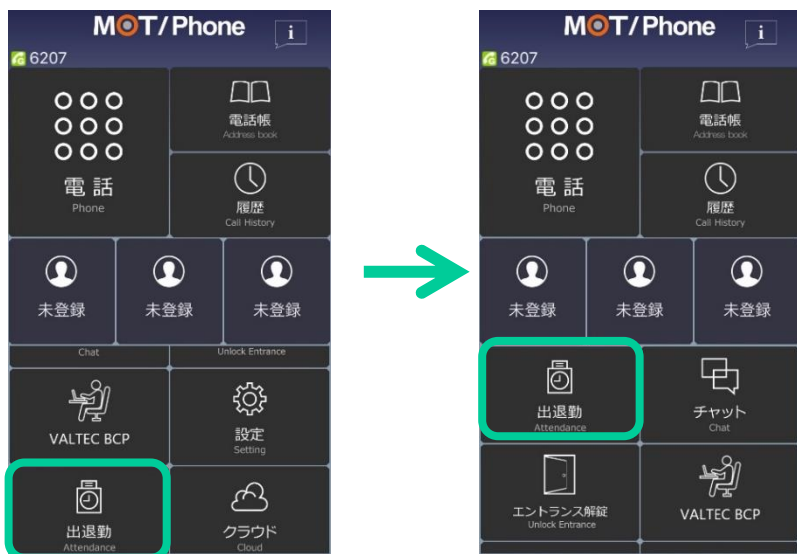 MOT/Phone
i
6207
電話
Phone
電話帳
Address book
履歴
Call History
未登録
未登録
未登録
Chat
Unlock Entrance
VALTEC BCP
設定
Setting
出退勤
Attendance
クラウド
Cloud
MOT/Phone
i
6207
電話
Phone
電話帳
Address book
履歴
Call History
未登録
未登録
未登録
出退勤
Attendance
チャット
Chat
エントランス解錠
Unlock Entrance
VALTEC BCP